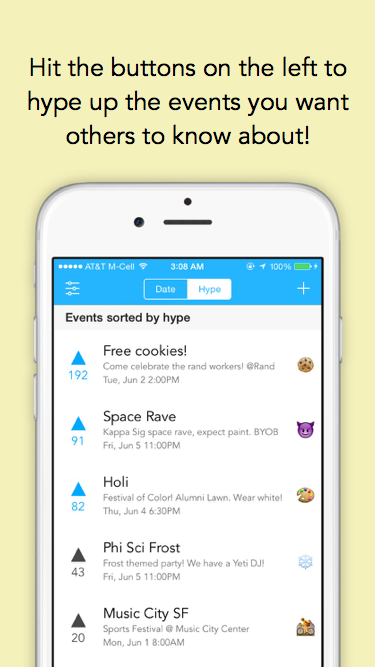 Hit the buttons on the left to
hype up the events you want
others to know about!
AT&T M-Cell 3:08 AM 100%
Date Hype
Events sorted by hype
Free cookies!
Come celebrate the rand workers! @Rand
192
Tue, Jun 2 2:00PM
Space Rave
Kappa Sig space rave, expect paint. BYOB
91
Fri, Jun 5 11:00PM
Holi
Festival of Color! Alumni Lawn. Wear white!
82
Thu, Jun 4 6:30PM
Phi Sci Frost
Frost themed party! We have a Yeti DJ!
43
Fri, Jun 5 11:00PM
Music City SF
Sports Festival @ Music City Center
20
Mon, Jun 1 8:00AM